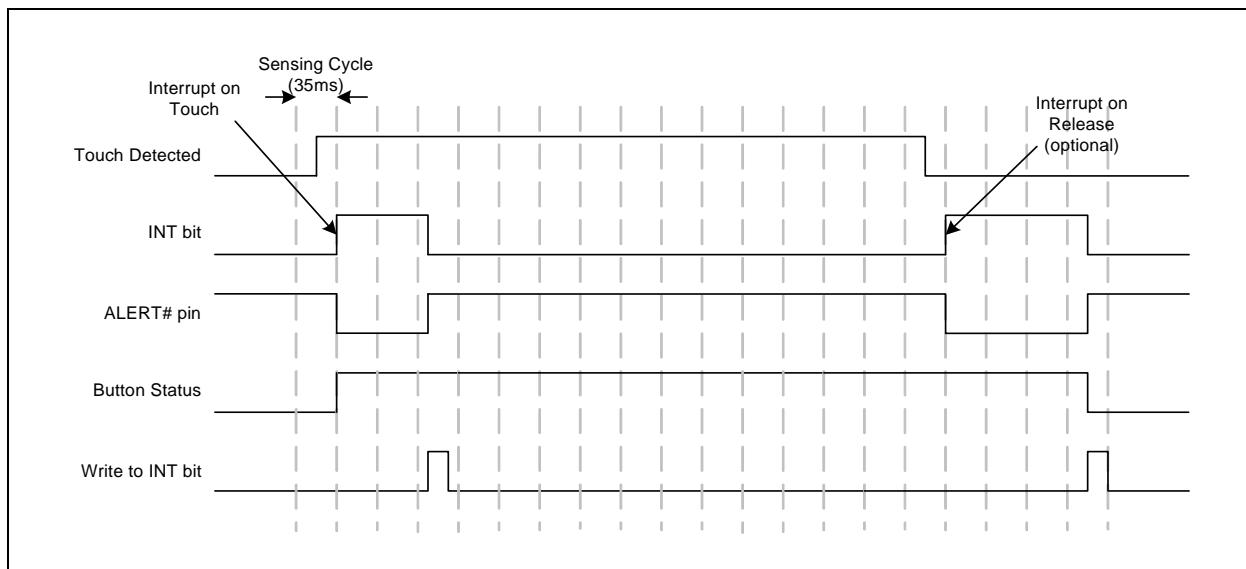 Sensing Cycle
(35ms)
Interrupt on
Touch
Interrupt on
Release
(optional)
Touch Detected
INT bit
ALERT# pin
Button Status
Write to INT bit